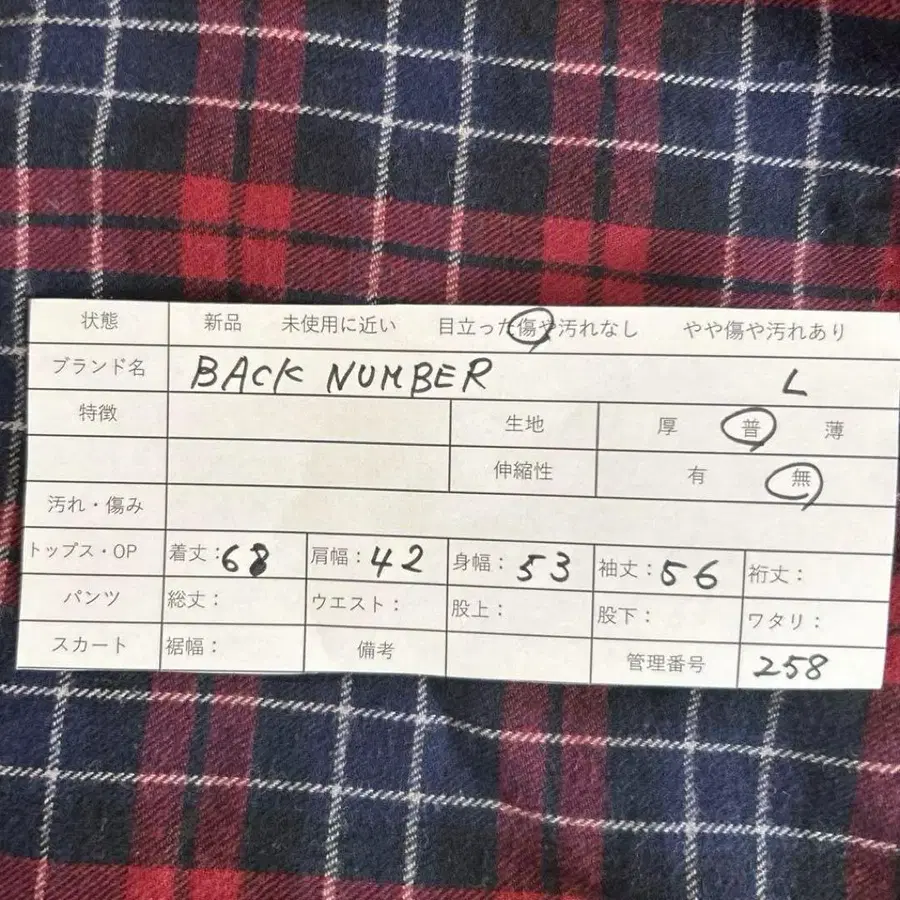 状態 新品 未使用に近い 目立った傷や汚れなし やや傷や汚れあり
ブランド名 BACK NUMBER L
特徴 生地 厚 普 薄
伸縮性 有 無
汚れ・傷み
トップス・OP 着丈:68 肩幅:42 身幅:53 袖丈:56 裄丈:
パンツ 総丈: ウエスト: 股上: 股下: ワタリ:
スカート 裾幅: 備考 管理番号 258